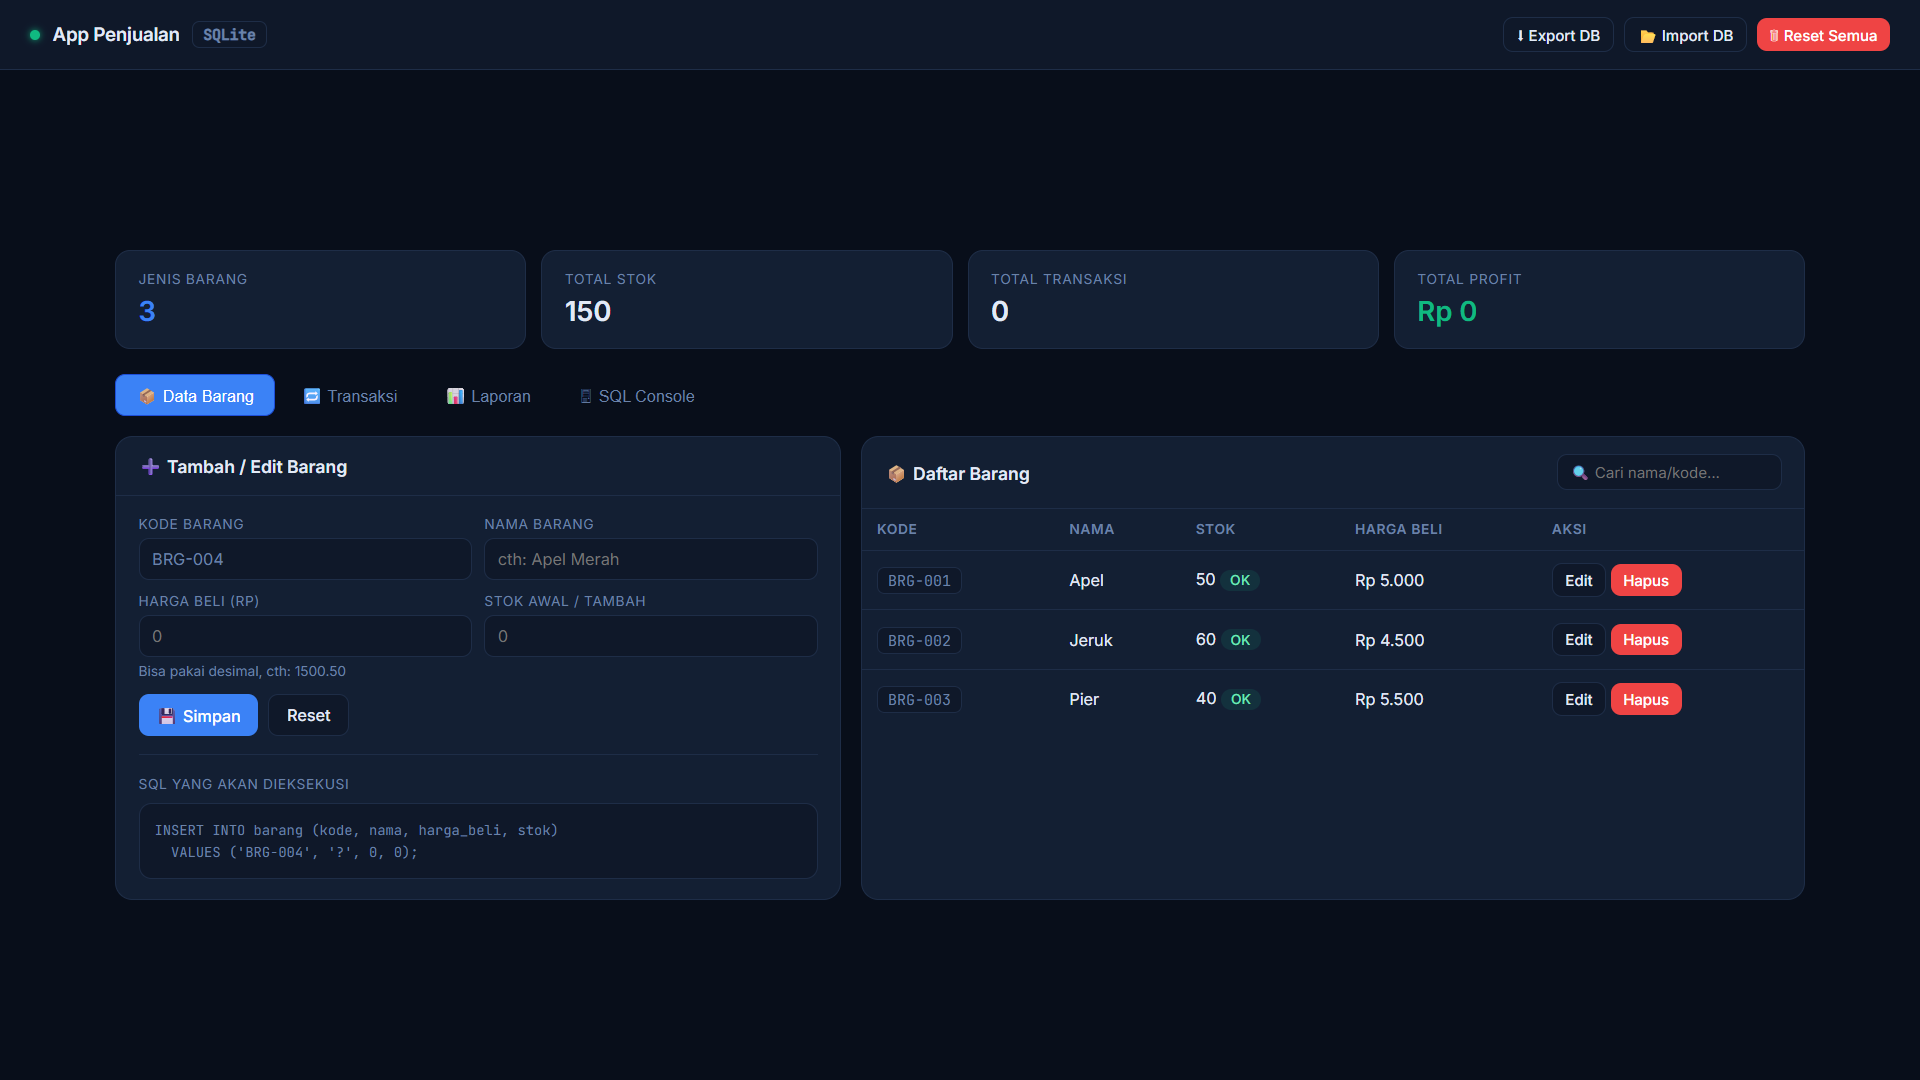 App Penjualan SQLite
Export DB
Import DB
Reset Semua
JENIS BARANG
3
TOTAL STOK
150
TOTAL TRANSAKSI
0
TOTAL PROFIT
Rp 0
Data Barang
Transaksi
Laporan
SQL Console
Tambah / Edit Barang
KODE BARANG
BRG-004
NAMA BARANG
cth: Apel Merah
HARGA BELI (RP)
0
Bisa pakai desimal, cth: 1500.50
STOK AWAL / TAMBAH
0
Simpan
Reset
SQL YANG AKAN DIEKSEKUSI
INSERT INTO barang (kode, nama, harga_beli, stok)
VALUES ('BRG-004', '?', 0, 0);
Daftar Barang
Cari nama/kode...
KODE NAMA STOK HARGA BELI AKSI
BRG-001 Apel 50 OK Rp 5.000 Edit Hapus
BRG-002 Jeruk 60 OK Rp 4.500 Edit Hapus
BRG-003 Pier 40 OK Rp 5.500 Edit Hapus